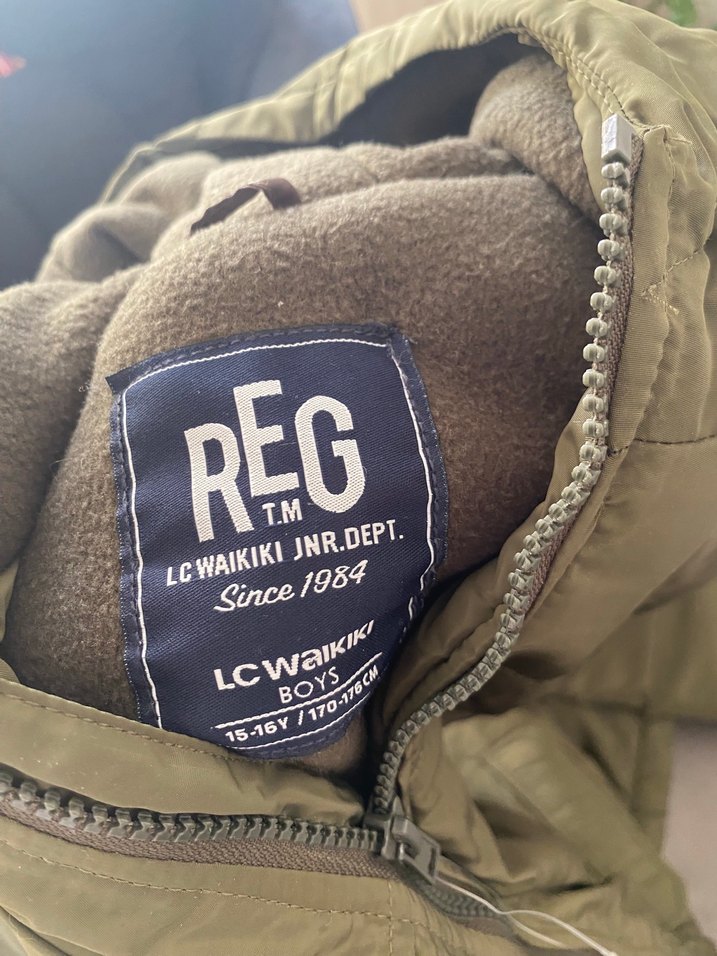 REG
T.M
LC WAIKIKI JNR.DEPT.
Since 1984
LC Waikiki
BOYS
15-16Y / 170-176 CM